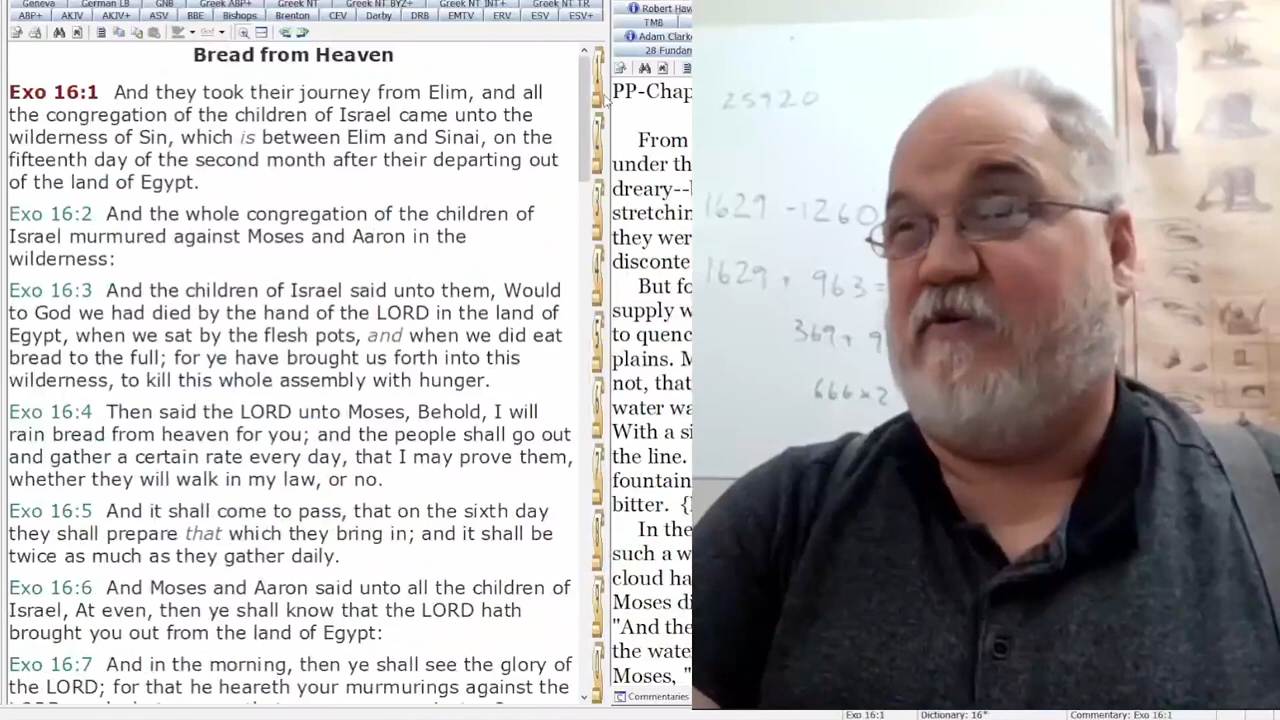 Geneva German LB GNB Greek ABP+ Greek NT Greek NT BYZ+ Greek NT INT+ Greek NT TR
ABP+ AKJV AKJV+ ASV BBE Bishops Brenton CEV Darby DRB EMTV ERV ESV ESV+
Bread from Heaven
Exo 16:1 And they took their journey from Elim, and all
the congregation of the children of Israel came unto the
wilderness of Sin, which is between Elim and Sinai, on the
fifteenth day of the second month after their departing out
of the land of Egypt.
Exo 16:2 And the whole congregation of the children of
Israel murmured against Moses and Aaron in the
wilderness:
Exo 16:3 And the children of Israel said unto them, Would
to God we had died by the hand of the LORD in the land of
Egypt, when we sat by the flesh pots, and when we did eat
bread to the full; for ye have brought us forth into this
wilderness, to kill this whole assembly with hunger.
Exo 16:4 Then said the LORD unto Moses, Behold, I will
rain bread from heaven for you; and the people shall go out
and gather a certain rate every day, that I may prove them,
whether they will walk in my law, or no.
Exo 16:5 And it shall come to pass, that on the sixth day
they shall prepare that which they bring in; and it shall be
twice as much as they gather daily.
Exo 16:6 And Moses and Aaron said unto all the children of
Israel, At even, then ye shall know that the LORD hath
brought you out from the land of Egypt:
Exo 16:7 And in the morning, then ye shall see the glory of
the LORD; for that he heareth your murmurings against the
Robert Haw
TMB
Adam Clarke
28 Fundam
PP-Chap
From
under th
dreary--b
stretchin
they wer
disconte
But fo
supply w
to quenc
plains. M
not, that
water wa
With a si
the line.
fountain
bitter. {
In the
such a w
cloud ha
Moses di
"And the
the wate
Moses, "
Commentaries
25920
1629 - 1260
1629 + 963 =
369 + 9
666 x 2
Exo 16:1 Dictionary: 16* Commentary: Exo 16:1